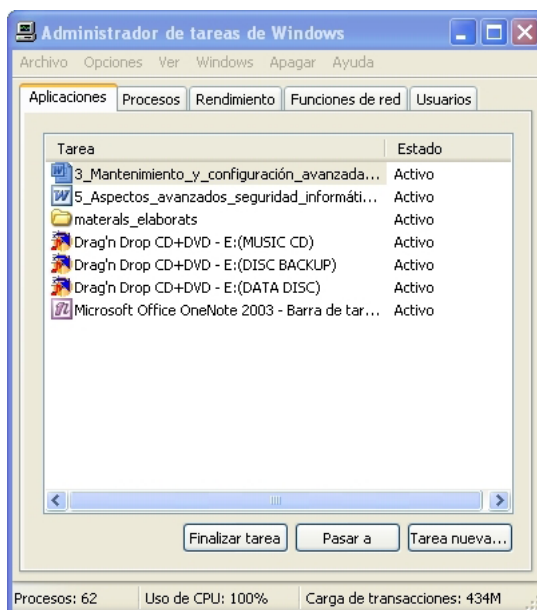 Administrador de tareas de Windows
Archivo Opciones Ver Windows Apagar Ayuda
Aplicaciones Procesos Rendimiento Funciones de red Usuarios
Tarea Estado
3_Mantenimiento_y_configuración_avanzada... Activo
5_Aspectos_avanzados_seguridad_informáti... Activo
materals_elaborats Activo
Drag'n Drop CD+DVD - E:(MUSIC CD) Activo
Drag'n Drop CD+DVD - E:(DISC BACKUP) Activo
Drag'n Drop CD+DVD - E:(DATA DISC) Activo
Microsoft Office OneNote 2003 - Barra de tar... Activo
Finalizar tarea Pasar a Tarea nueva...
Procesos: 62 Uso de CPU: 100% Carga de transacciones: 434M